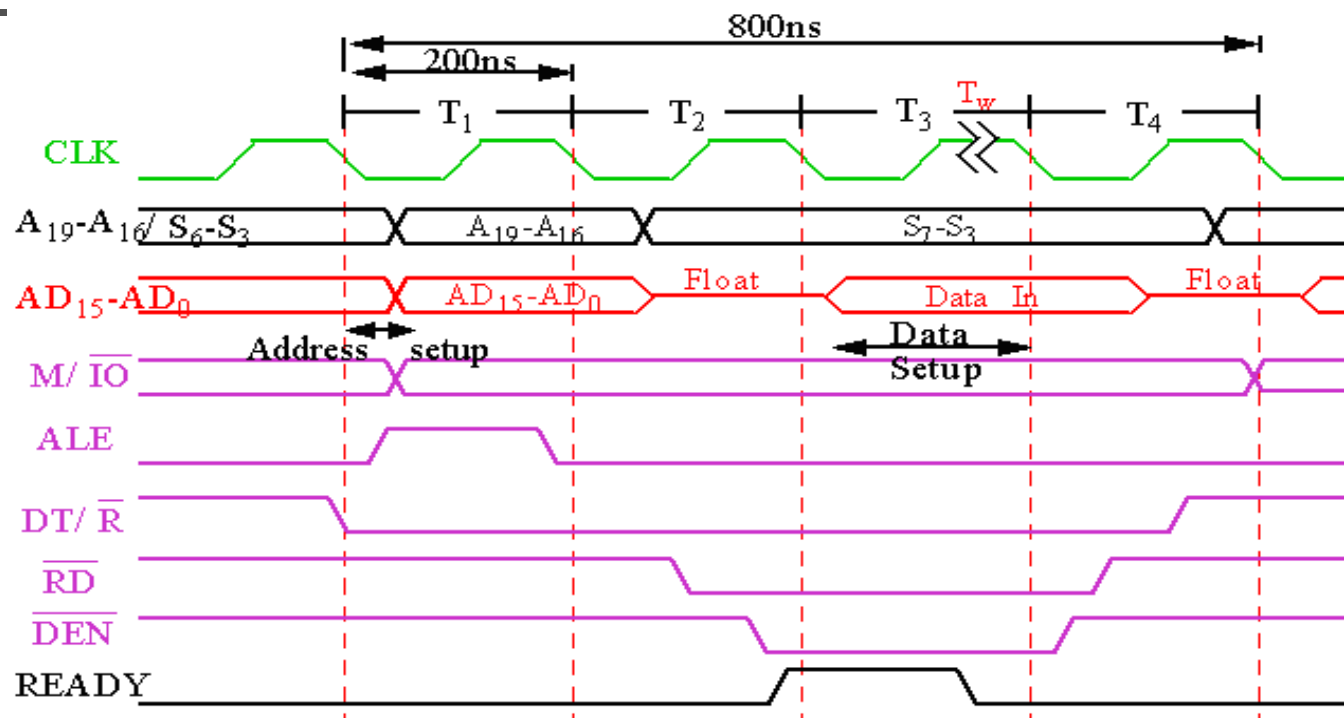 800ns
200ns
T1 T2 T3 Tw T4
CLK
A19-A16/ S6-S3 A19-A16 S7-S3
AD15-AD0 AD15-AD0 Float Data In Float
Address setup Data Setup
M/ IO
ALE
DT/ R
RD
DEN
READY